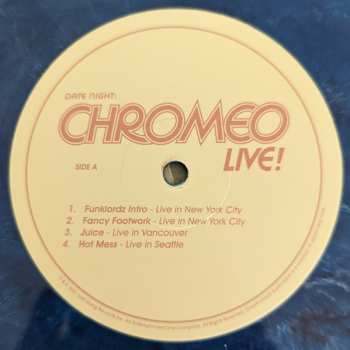 DATE NIGHT:
CHROMEO
LIVE!
SIDE A
1. Funklordz Intro - Live in New York City
2. Fancy Footwork - Live in New York City
3. Juice - Live in Vancouver
4. Hot Mess - Live in Seattle